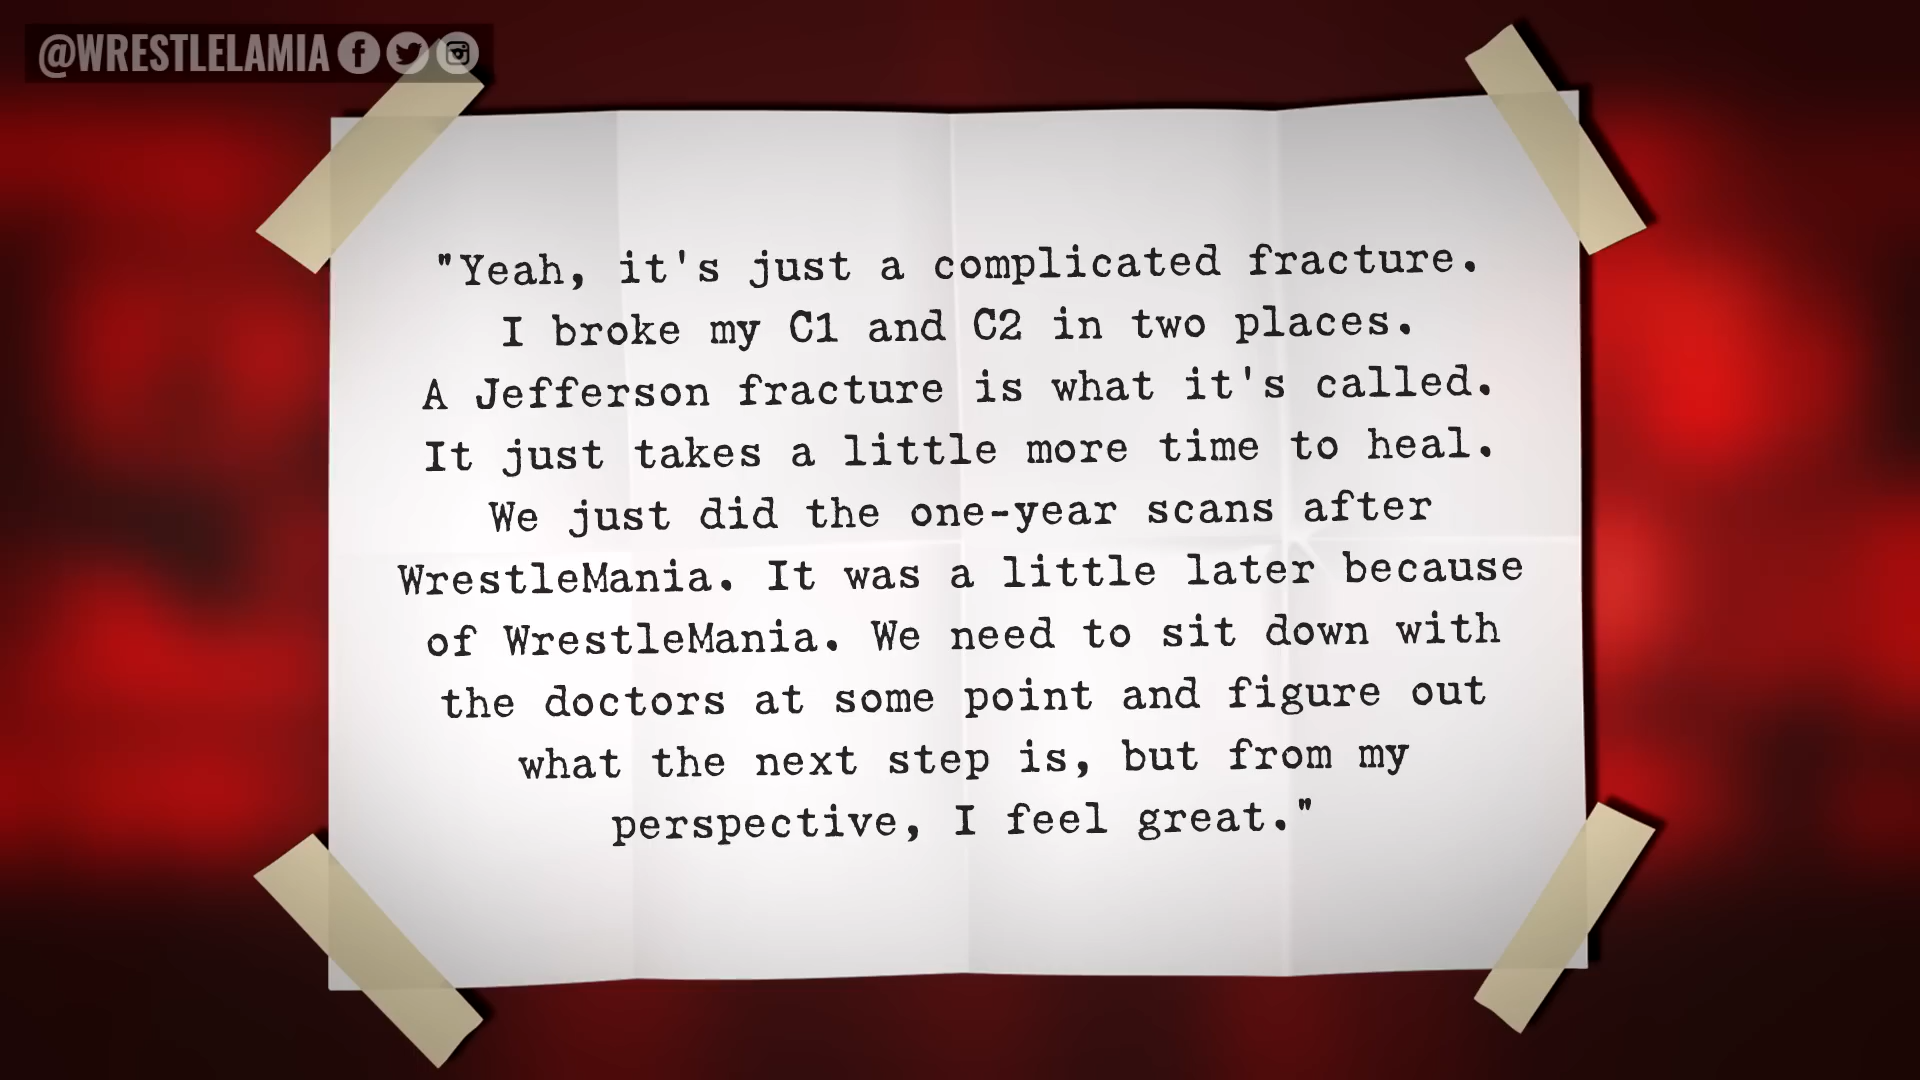 @WRESTLELAMIA
"Yeah, it's just a complicated fracture.
I broke my C1 and C2 in two places.
A Jefferson fracture is what it's called.
It just takes a little more time to heal.
We just did the one-year scans after
WrestleMania. It was a little later because
of WrestleMania. We need to sit down with
the doctors at some point and figure out
what the next step is, but from my
perspective, I feel great."